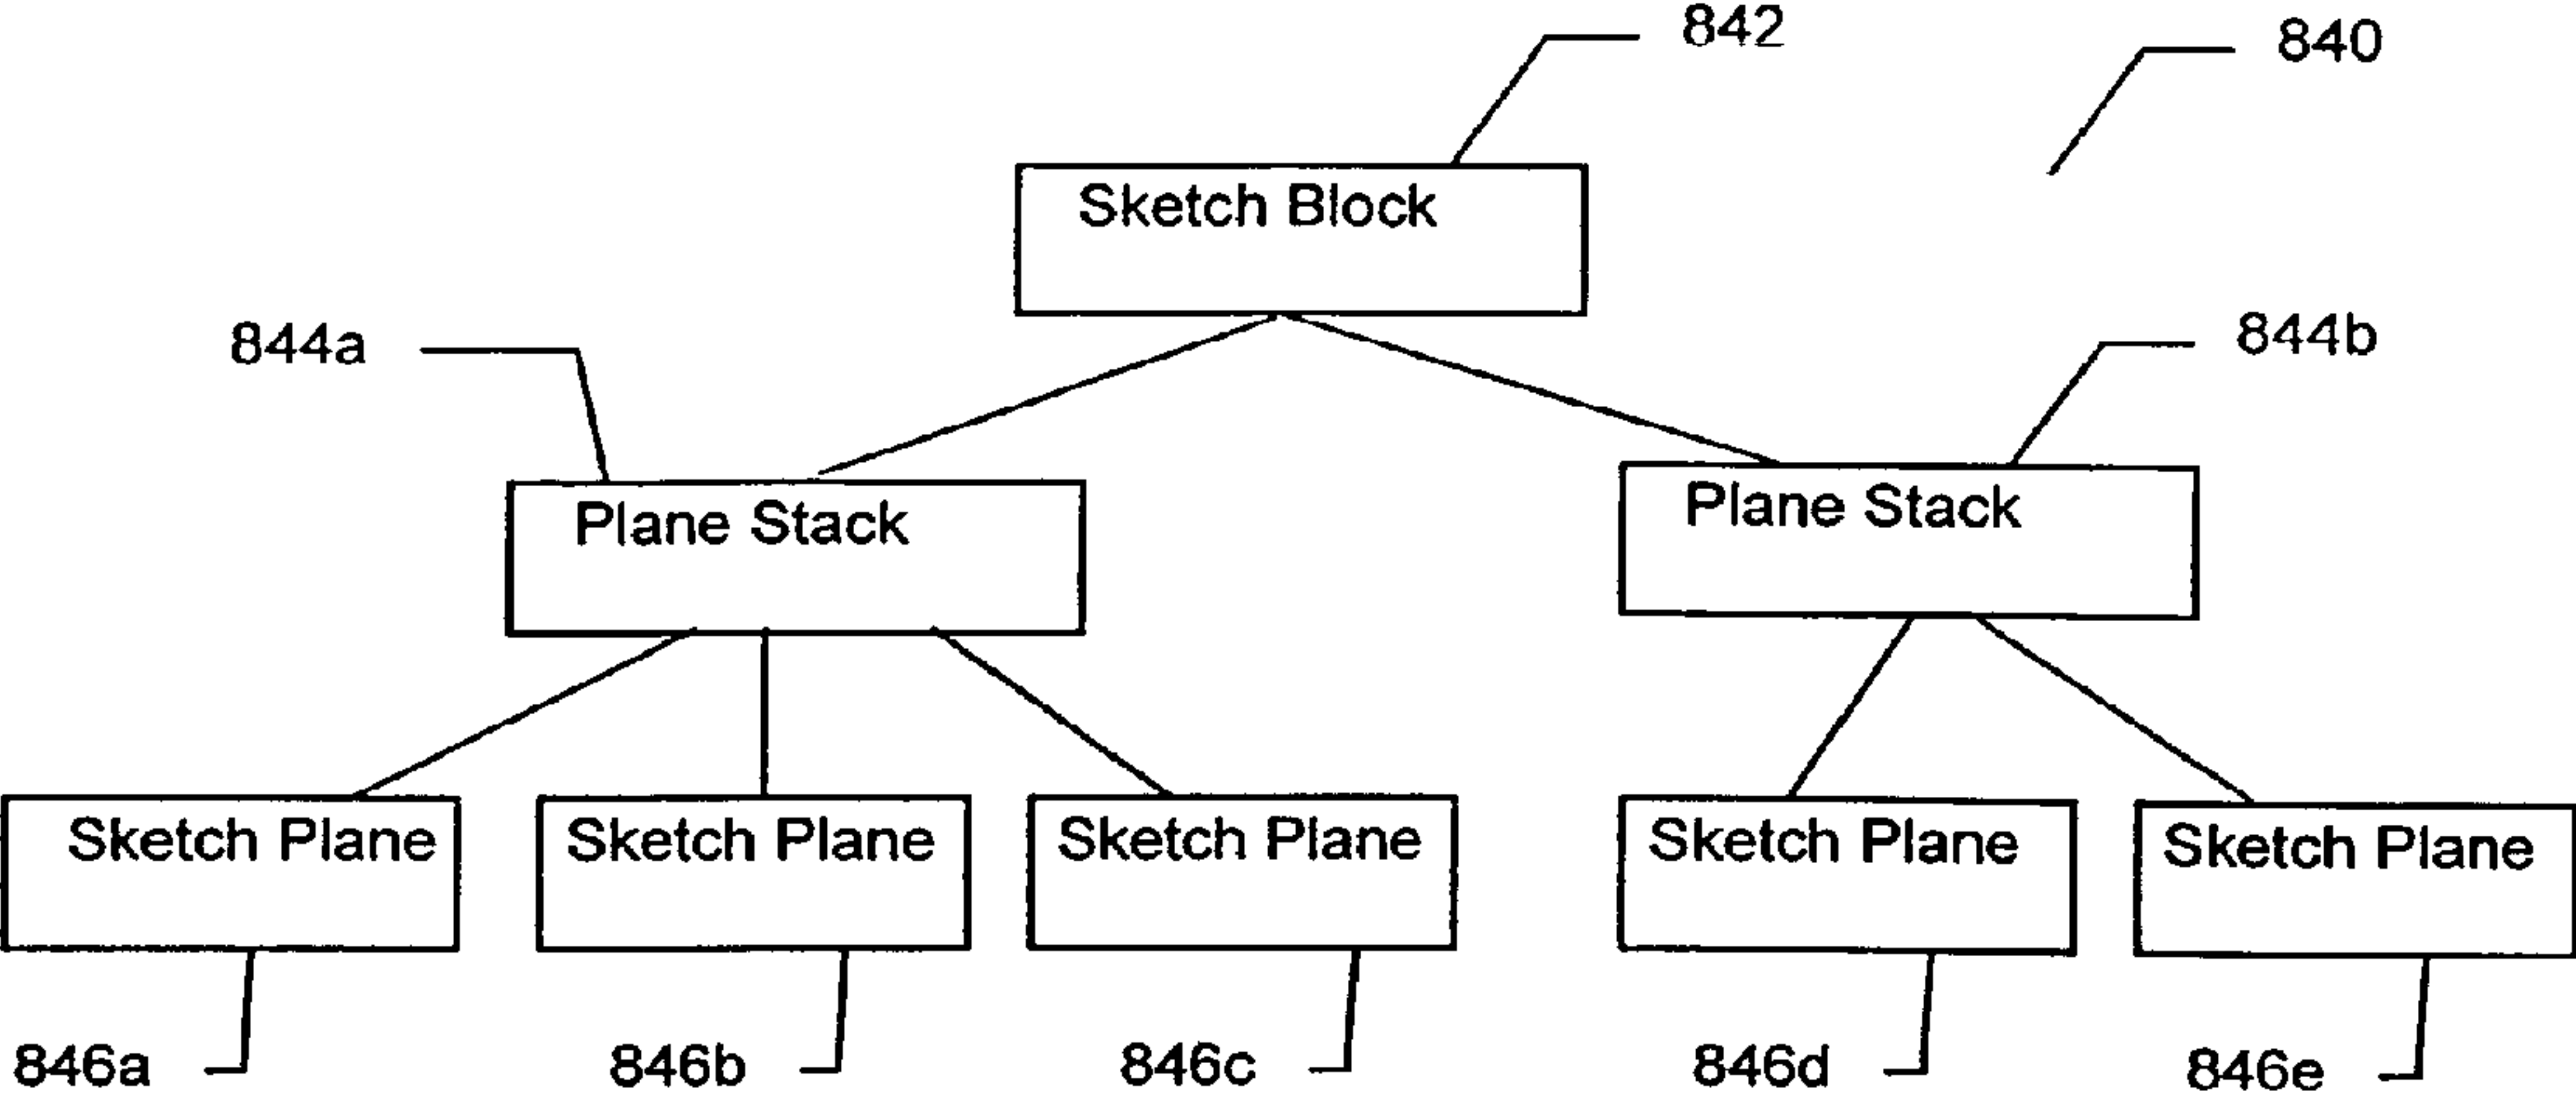 842
840
Sketch Block
844a
844b
Plane Stack
Plane Stack
Sketch Plane
Sketch Plane
Sketch Plane
Sketch Plane
Sketch Plane
846a
846b
846c
846d
846e